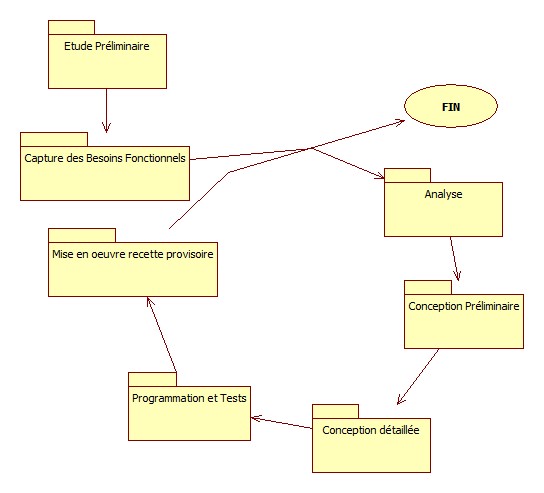 Etude Préliminaire
FIN
Capture des Besoins Fonctionnels
Analyse
Mise en oeuvre recette provisoire
Conception Préliminaire
Programmation et Tests
Conception détaillée